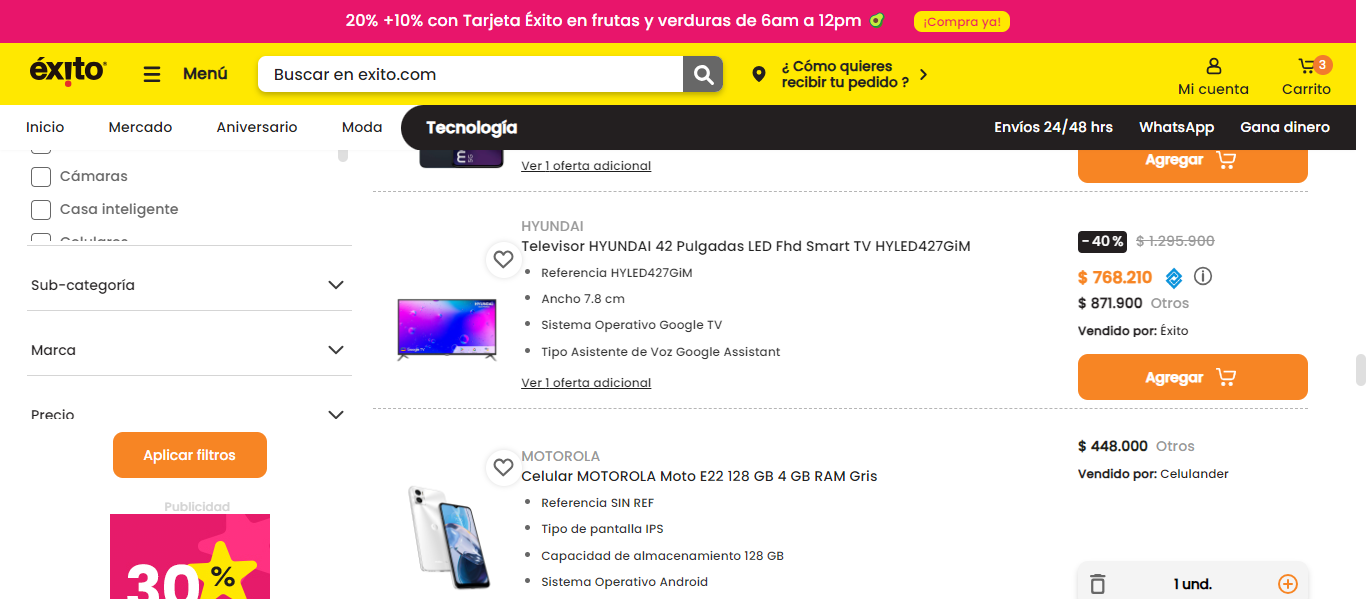 20% +10% con Tarjeta Éxito en frutas y verduras de 6am a 12pm
¡Compra ya!
éxito
Menú
Buscar en exito.com
¿ Cómo quieres
recibir tu pedido ?
Mi cuenta
3
Carrito
Inicio
Mercado
Aniversario
Moda
Tecnología
Envíos 24/48 hrs
WhatsApp
Gana dinero
Cámaras
Casa inteligente
Celulares
Sub-categoría
Marca
Precio
Aplicar filtros
Publicidad
30%
Ver 1 oferta adicional
Agregar
HYUNDAI
Televisor HYUNDAI 42 Pulgadas LED Fhd Smart TV HYLED427GiM
Referencia HYLED427GiM
Ancho 7.8 cm
Sistema Operativo Google TV
Tipo Asistente de Voz Google Assistant
Ver 1 oferta adicional
- 40 % $ 1.295.900
$ 768.210
$ 871.900 Otros
Vendido por: Éxito
Agregar
MOTOROLA
Celular MOTOROLA Moto E22 128 GB 4 GB RAM Gris
Referencia SIN REF
Tipo de pantalla IPS
Capacidad de almacenamiento 128 GB
Sistema Operativo Android
$ 448.000 Otros
Vendido por: Celulander
1 und.